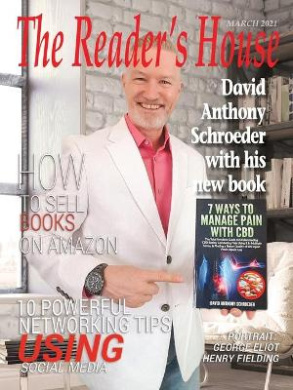 MARCH 2021
The Reader's House
David
Anthony
Schroeder
with his
new book
HOW
TO SELL
BOOKS
ON AMAZON
7 WAYS TO
MANAGE PAIN
WITH CBD
DAVID ANTHONY SCHROEDER
10 POWERFUL
NETWORKING TIPS
USING
SOCIAL MEDIA
PORTRAIT
GEORGE ELIOT
HENRY FIELDING